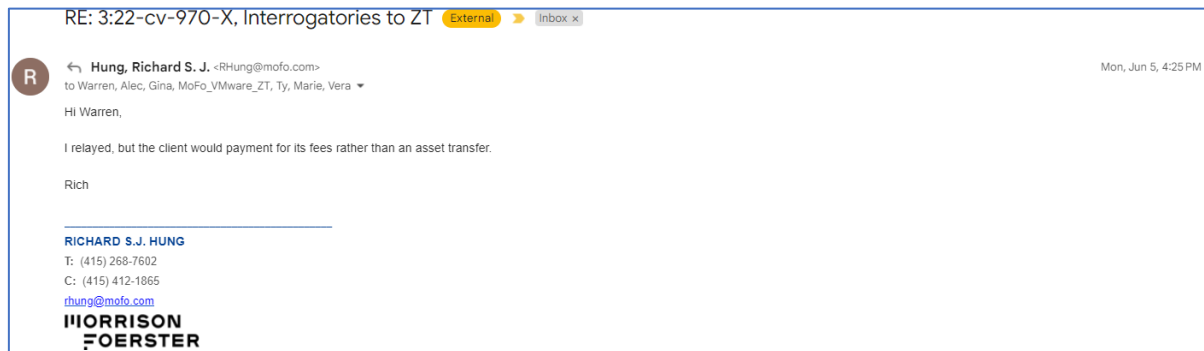 RE: 3:22-cv-970-X, Interrogatories to ZT External Inbox ×
R
Hung, Richard S. J. <RHung@mofo.com> Mon, Jun 5, 4:25 PM
to Warren, Alec, Gina, MoFo_VMware_ZT, Ty, Marie, Vera
Hi Warren,
I relayed, but the client would payment for its fees rather than an asset transfer.
Rich
RICHARD S.J. HUNG
T: (415) 268-7602
C: (415) 412-1865
rhung@mofo.com
MORRISON
FOERSTER